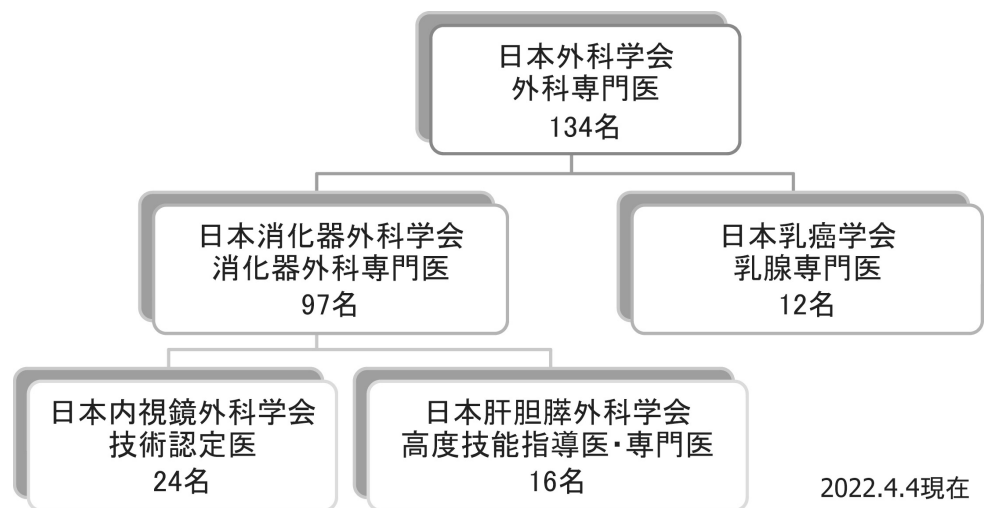 日本外科学会
外科専門医
134名
日本消化器外科学会
消化器外科専門医
97名
日本乳癌学会
乳腺専門医
12名
日本内視鏡外科学会
技術認定医
24名
日本肝胆膵外科学会
高度技能指導医・専門医
16名
2022.4.4現在